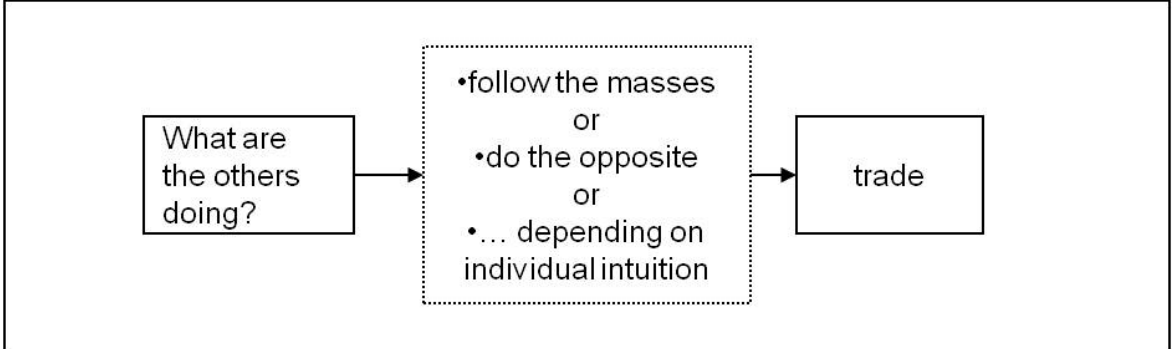 What are
the others
doing?
•follow the masses
or
•do the opposite
or
•… depending on
individual intuition
trade